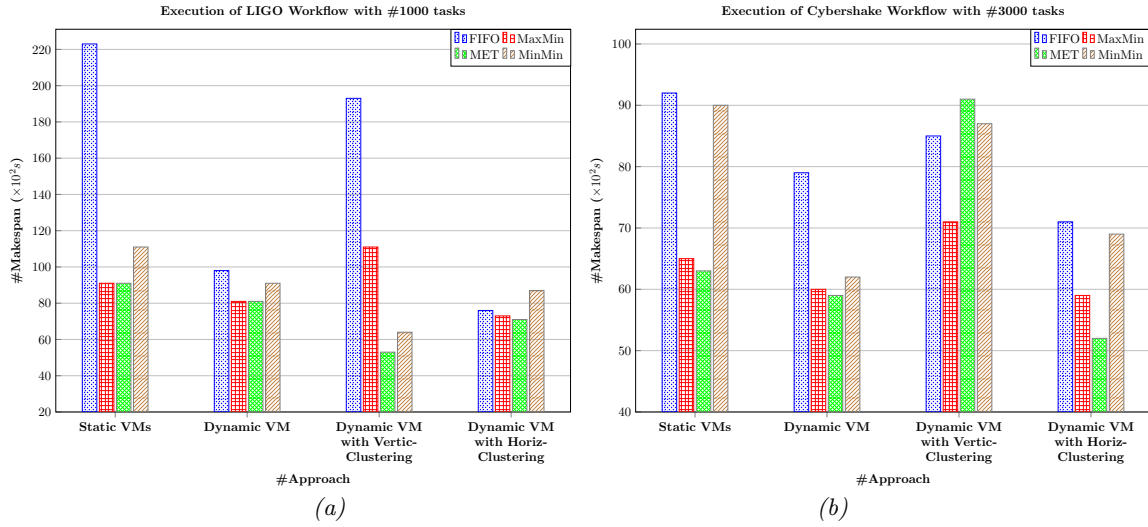 Execution of LIGO Workflow with #1000 tasks
FIFO MaxMin
MET MinMin
220
200
180
160
140
120
100
80
60
40
20
#Makespan (×10²s)
Static VMs
Dynamic VM
Dynamic VM
with Vertic-
Clustering
Dynamic VM
with Horiz-
Clustering
#Approach
(a)
Execution of Cybershake Workflow with #3000 tasks
FIFO MaxMin
MET MinMin
100
90
80
70
60
50
40
#Makespan (×10²s)
Static VMs
Dynamic VM
Dynamic VM
with Vertic-
Clustering
Dynamic VM
with Horiz-
Clustering
#Approach
(b)